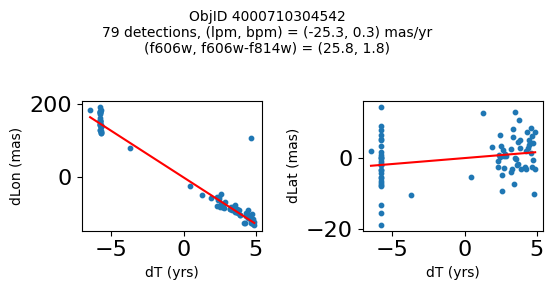 ObjID 4000710304542
79 detections, (lpm, bpm) = (-25.3, 0.3) mas/yr
(f606w, f606w-f814w) = (25.8, 1.8)
dLon (mas)
200
0
−5
0
5
dT (yrs)
dLat (mas)
0
−20
−5
0
5
dT (yrs)